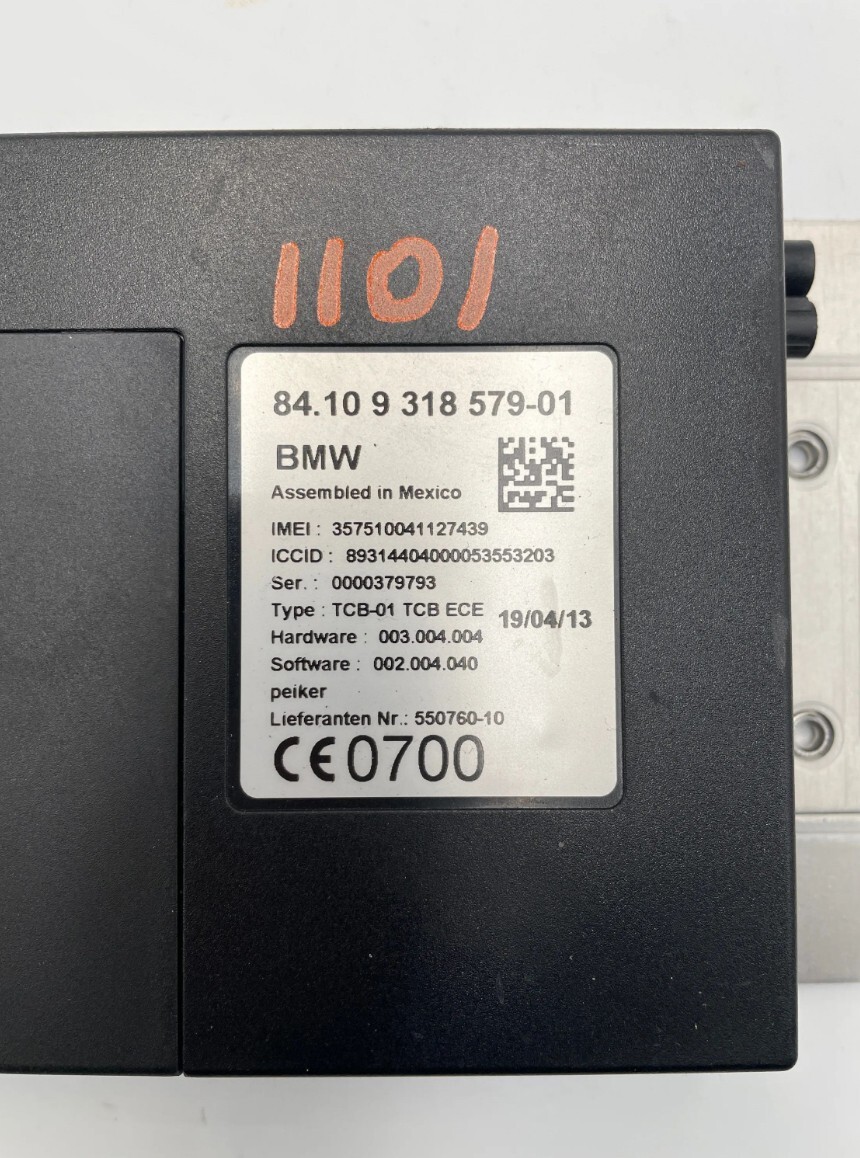 1101
84.10 9 318 579-01
BMW
Assembled in Mexico
IMEI : 357510041127439
ICCID : 89314404000053553203
Ser. : 0000379793
Type : TCB-01 TCB ECE 19/04/13
Hardware : 003.004.004
Software : 002.004.040
peiker
Lieferanten Nr.: 550760-10
CE0700